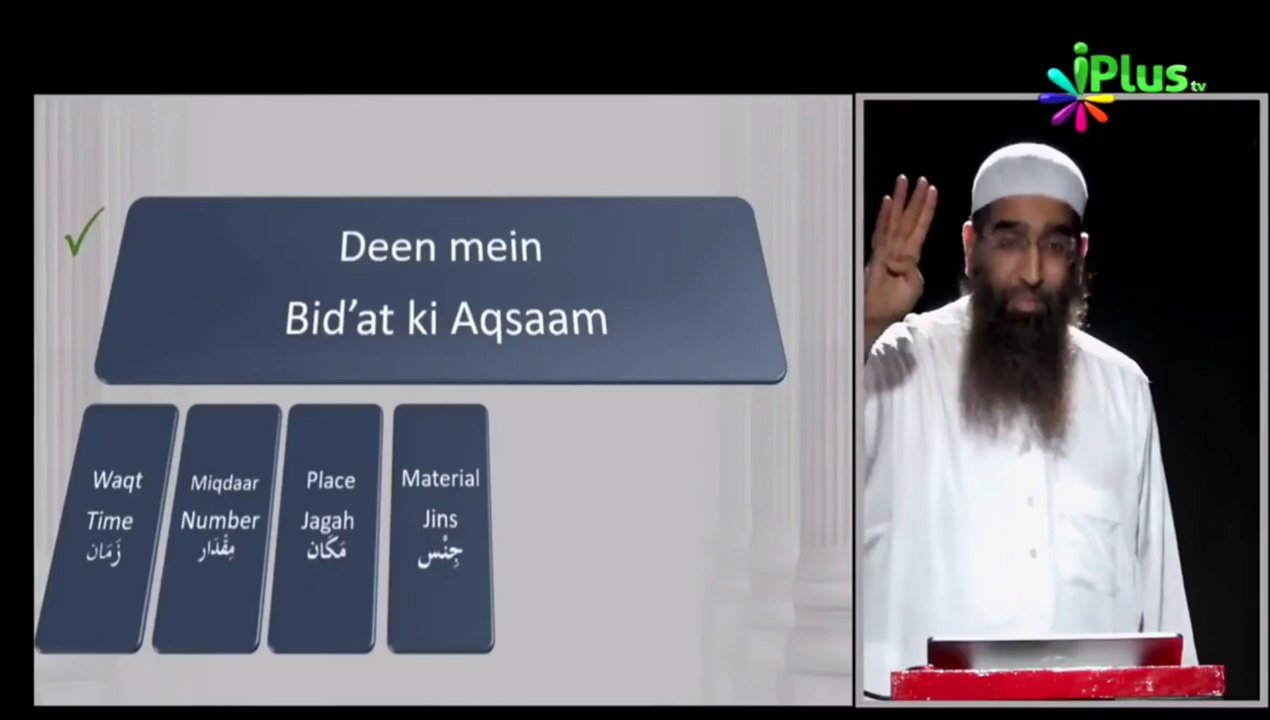 iPlus tv
Deen mein
Bid'at ki Aqsaam
Waqt
Time
زَمَان
Miqdaar
Number
مِقْدَار
Place
Jagah
مَكَان
Material
Jins
جِنْس